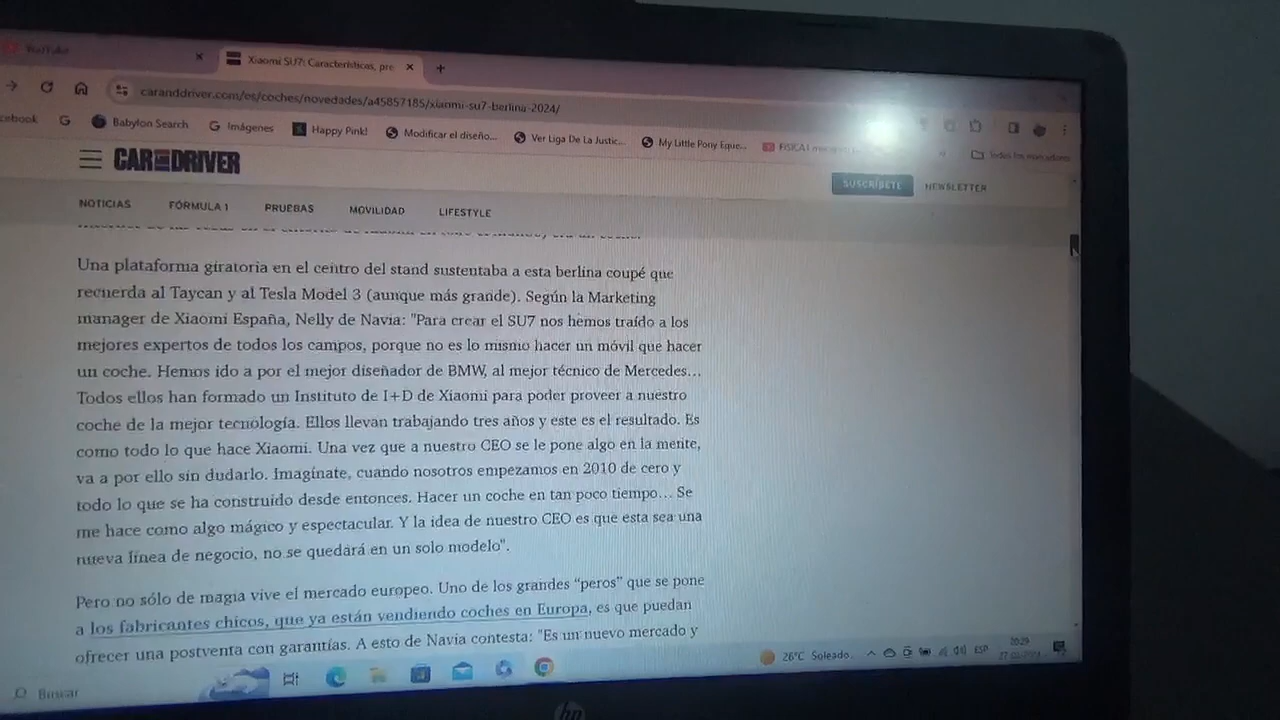 YouTube
Xiaomi SU7: Características, pre
caranddriver.com/es/coches/novedades/a45857185/xiaomi-su7-berlina-2024/
cebook
G
Babylon Search
Imágenes
Happy Pink!
Modificar el diseño...
Ver Liga De La Justic...
My Little Pony Eque...
FISICA I
Todos los marcadores
CAR AND DRIVER
SUSCRÍBETE
NEWSLETTER
NOTICIAS
FÓRMULA 1
PRUEBAS
MOVILIDAD
LIFESTYLE
Una plataforma giratoria en el centro del stand sustentaba a esta berlina coupé que
recuerda al Taycan y al Tesla Model 3 (aunque más grande). Según la Marketing
manager de Xiaomi España, Nelly de Navia: "Para crear el SU7 nos hemos traído a los
mejores expertos de todos los campos, porque no es lo mismo hacer un móvil que hacer
un coche. Hemos ido a por el mejor diseñador de BMW, al mejor técnico de Mercedes...
Todos ellos han formado un Instituto de I+D de Xiaomi para poder proveer a nuestro
coche de la mejor tecnología. Ellos llevan trabajando tres años y este es el resultado. Es
como todo lo que hace Xiaomi. Una vez que a nuestro CEO se le pone algo en la mente,
va a por ello sin dudarlo. Imagínate, cuando nosotros empezamos en 2010 de cero y
todo lo que se ha construido desde entonces. Hacer un coche en tan poco tiempo... Se
me hace como algo mágico y espectacular. Y la idea de nuestro CEO es que esta sea una
nueva línea de negocio, no se quedará en un solo modelo".
Pero no sólo de magia vive el mercado europeo. Uno de los grandes “peros” que se pone
a los fabricantes chicos, que ya están vendiendo coches en Europa, es que puedan
ofrecer una postventa con garantías. A esto de Navia contesta: "Es un nuevo mercado y
Buscar
26°C Soleado
ESP
20:29
hp